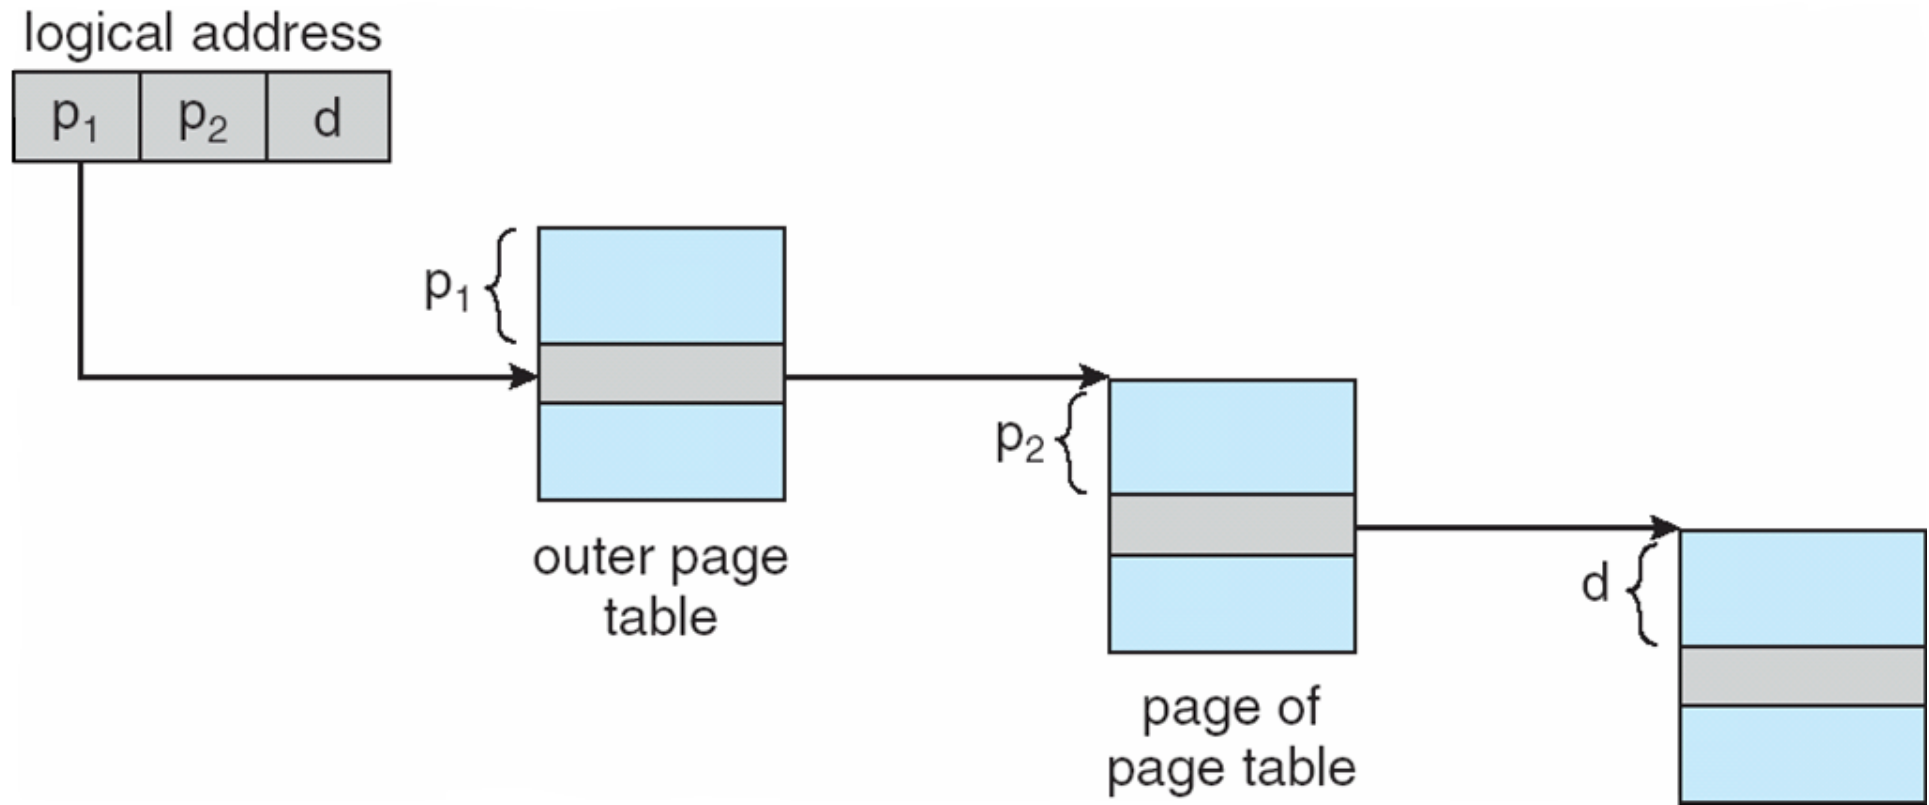 logical address
p₁ p₂ d
p₁
outer page
table
p₂
page of
page table
d